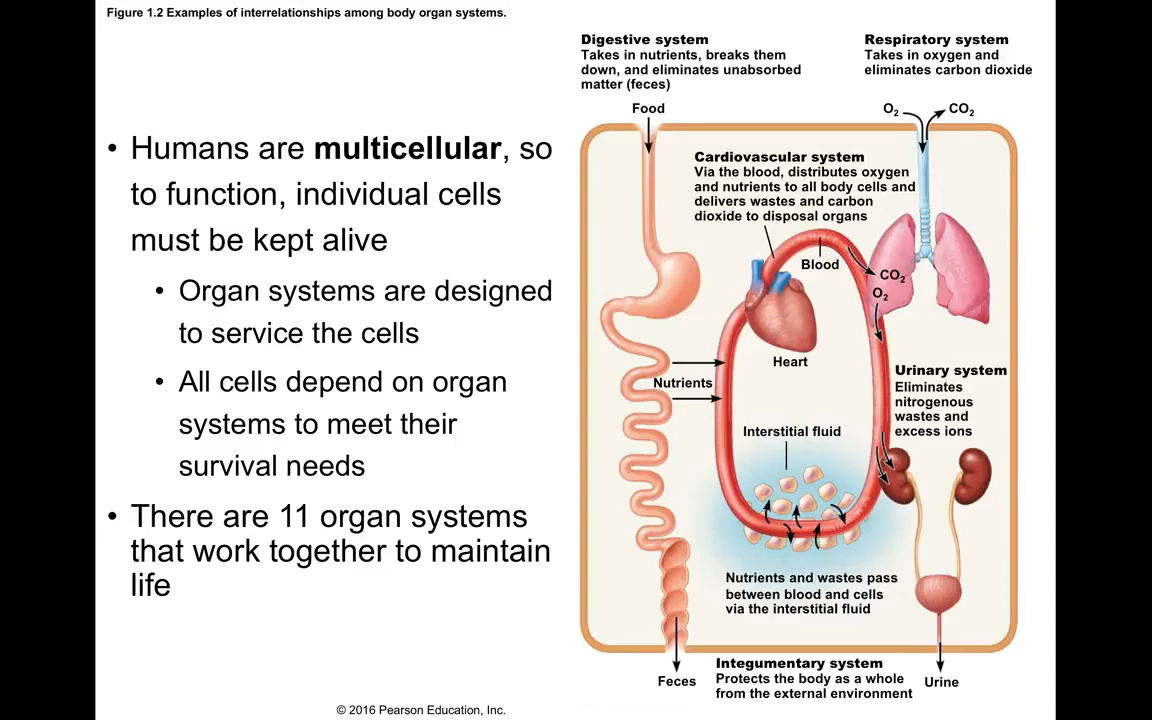 Figure 1.2 Examples of interrelationships among body organ systems.
• Humans are multicellular, so
to function, individual cells
must be kept alive
• Organ systems are designed
to service the cells
• All cells depend on organ
systems to meet their
survival needs
• There are 11 organ systems
that work together to maintain
life
Digestive system
Takes in nutrients, breaks them
down, and eliminates unabsorbed
matter (feces)
Respiratory system
Takes in oxygen and
eliminates carbon dioxide
Food
O₂
CO₂
Cardiovascular system
Via the blood, distributes oxygen
and nutrients to all body cells and
delivers wastes and carbon
dioxide to disposal organs
Blood
CO₂
O₂
Heart
Nutrients
Urinary system
Eliminates
nitrogenous
wastes and
excess ions
Interstitial fluid
Nutrients and wastes pass
between blood and cells
via the interstitial fluid
Feces
Integumentary system
Protects the body as a whole
from the external environment
Urine
© 2016 Pearson Education, Inc.